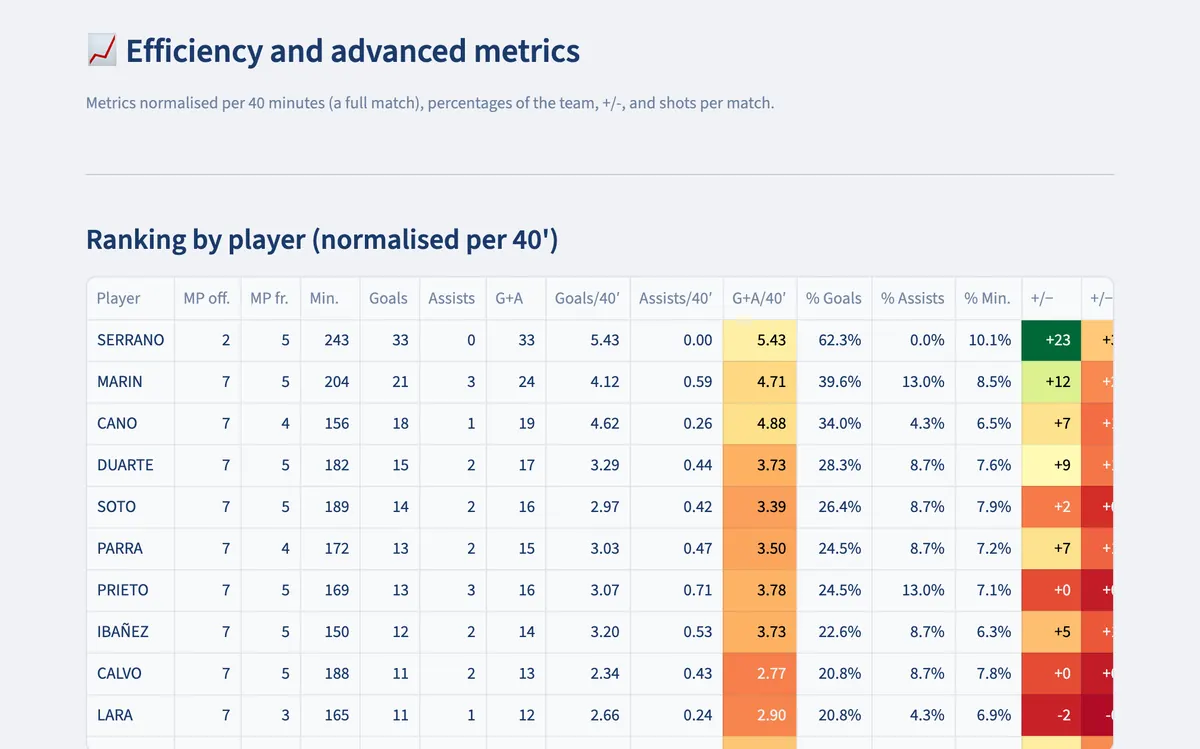 Efficiency and advanced metrics
Metrics normalised per 40 minutes (a full match), percentages of the team, +/-, and shots per match.
Ranking by player (normalised per 40')
Player MP off. MP fr. Min. Goals Assists G+A Goals/40′ Assists/40′ G+A/40′ % Goals % Assists % Min. +/− +/−
SERRANO 2 5 243 33 0 33 5.43 0.00 5.43 62.3% 0.0% 10.1% +23
MARIN 7 5 204 21 3 24 4.12 0.59 4.71 39.6% 13.0% 8.5% +12
CANO 7 4 156 18 1 19 4.62 0.26 4.88 34.0% 4.3% 6.5% +7
DUARTE 7 5 182 15 2 17 3.29 0.44 3.73 28.3% 8.7% 7.6% +9
SOTO 7 5 189 14 2 16 2.97 0.42 3.39 26.4% 8.7% 7.9% +2
PARRA 7 4 172 13 2 15 3.03 0.47 3.50 24.5% 8.7% 7.2% +7
PRIETO 7 5 169 13 3 16 3.07 0.71 3.78 24.5% 13.0% 7.1% +0
IBAÑEZ 7 5 150 12 2 14 3.20 0.53 3.73 22.6% 8.7% 6.3% +5
CALVO 7 5 188 11 2 13 2.34 0.43 2.77 20.8% 8.7% 7.8% +0
LARA 7 3 165 11 1 12 2.66 0.24 2.90 20.8% 4.3% 6.9% -2